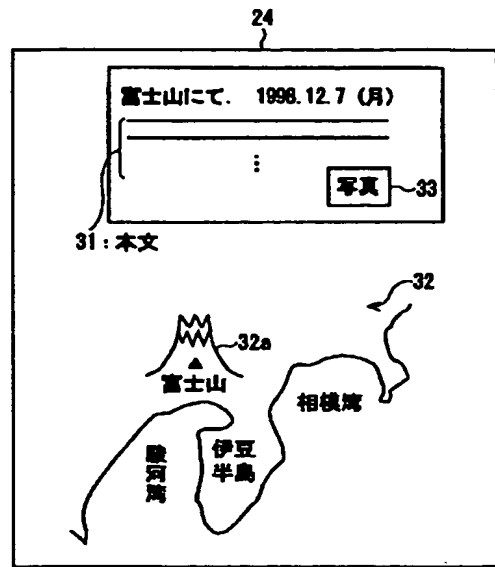 24
富士山にて. 1998.12.7 (月)
⋮
写真
33
31:本文
32
32a
▲
富士山
相模湾
伊豆
半島
駿河湾